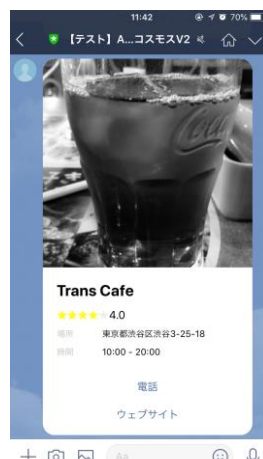 11:42
70%
【テスト】A...コスモスV2
Coca
Trans Cafe
4.0
場所 東京都渋谷区渋谷3-25-18
時間 10:00 - 20:00
電話
ウェブサイト
Aa